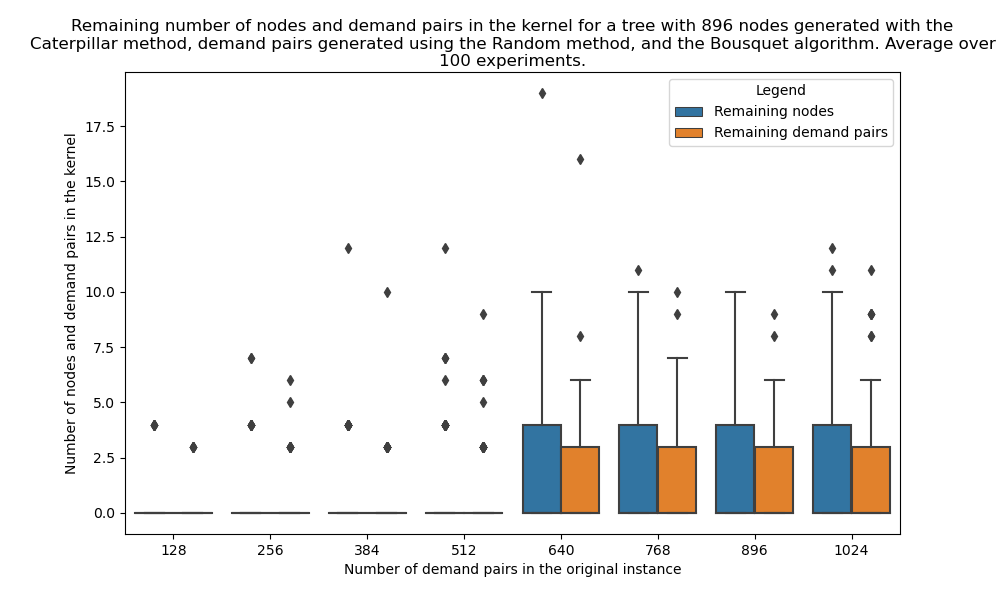 Remaining number of nodes and demand pairs in the kernel for a tree with 896 nodes generated with the
Caterpillar method, demand pairs generated using the Random method, and the Bousquet algorithm. Average over
100 experiments.
Legend
Remaining nodes
Remaining demand pairs
Number of nodes and demand pairs in the kernel
17.5
15.0
12.5
10.0
7.5
5.0
2.5
0.0
128 256 384 512 640 768 896 1024
Number of demand pairs in the original instance